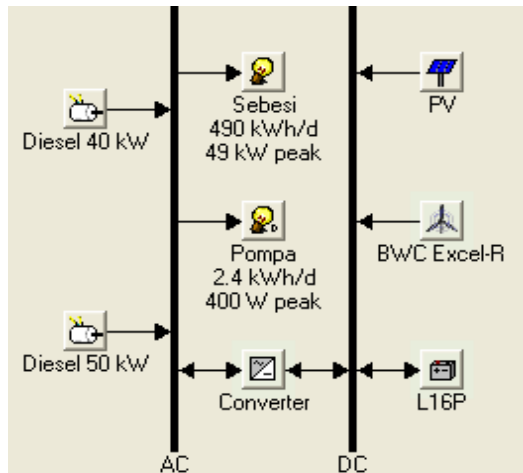 Diesel 40 kW
Sebesi
490 kWh/d
49 kW peak
PV
Pompa
2.4 kWh/d
400 W peak
BWC Excel-R
Diesel 50 kW
Converter
L16P
AC
DC